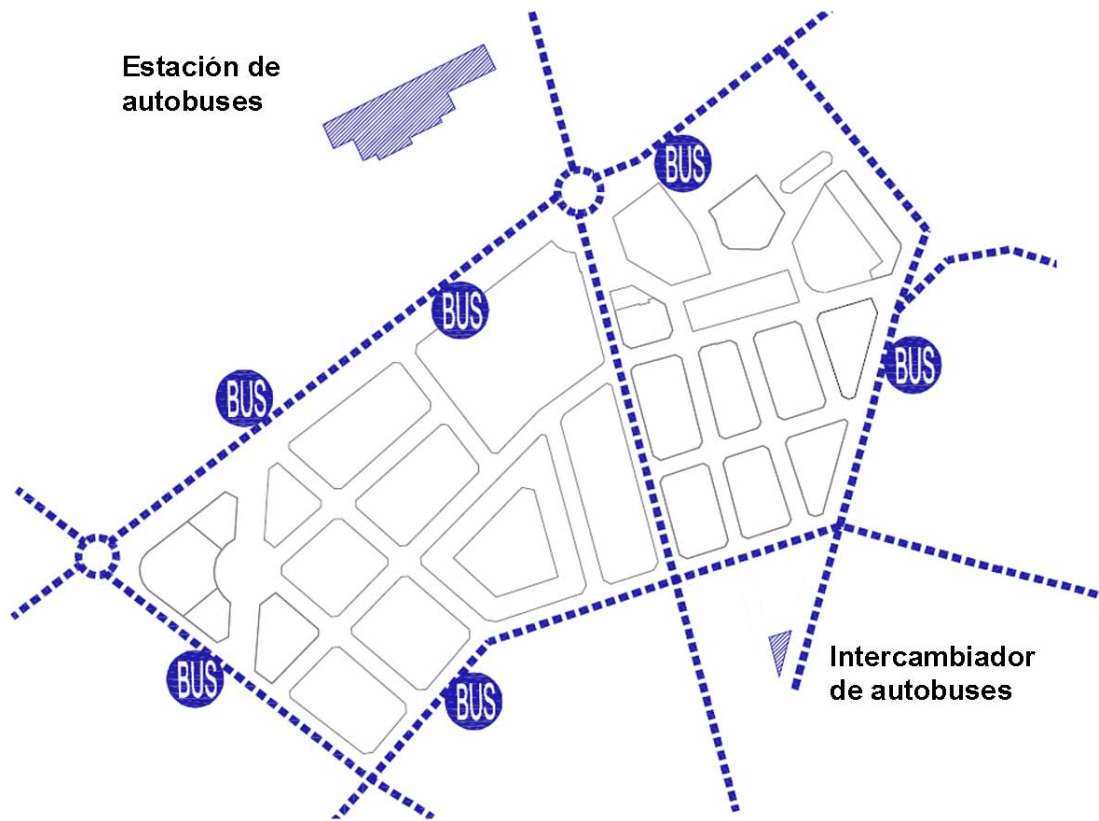 Estación de
autobuses
BUS
BUS
BUS
BUS
BUS
BUS
Intercambiador
de autobuses